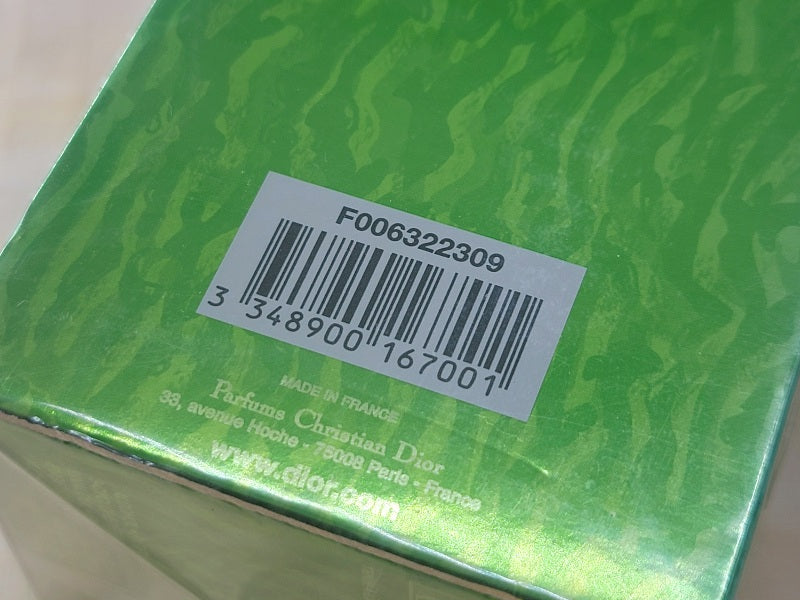 F006322309
3 348900 167001
MADE IN FRANCE
Parfums Christian Dior
33, avenue Hoche - 75008 Paris - France
www.dior.com